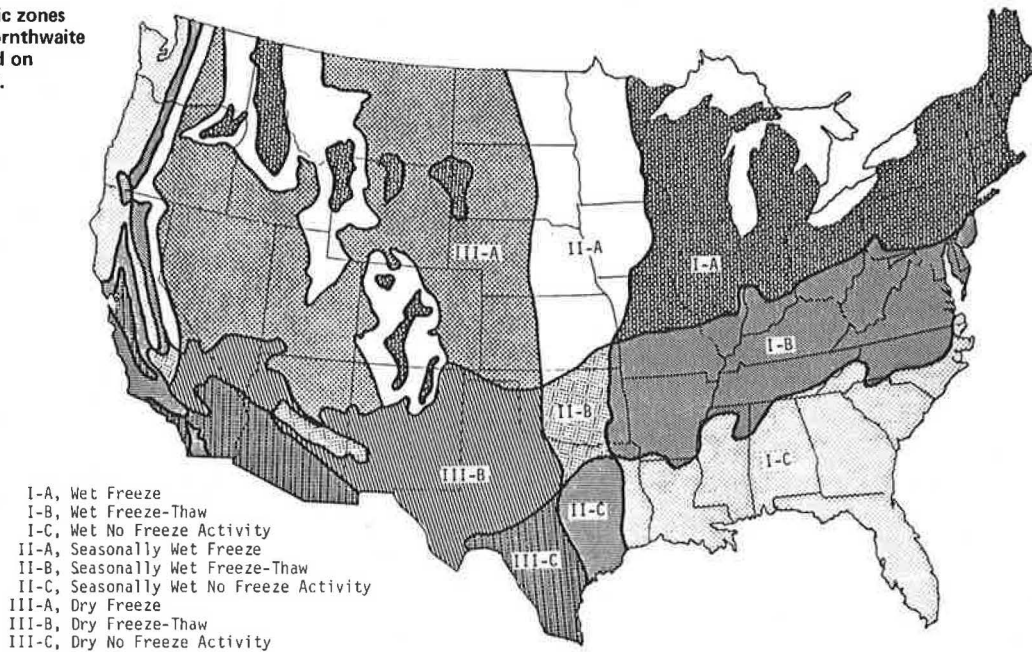 ic zones
ornthwaite
d on
.
III-A
II-A
I-A
I-B
II-B
I-C
III-B
II-C
III-C
I-A, Wet Freeze
I-B, Wet Freeze-Thaw
I-C, Wet No Freeze Activity
II-A, Seasonally Wet Freeze
II-B, Seasonally Wet Freeze-Thaw
II-C, Seasonally Wet No Freeze Activity
III-A, Dry Freeze
III-B, Dry Freeze-Thaw
III-C, Dry No Freeze Activity